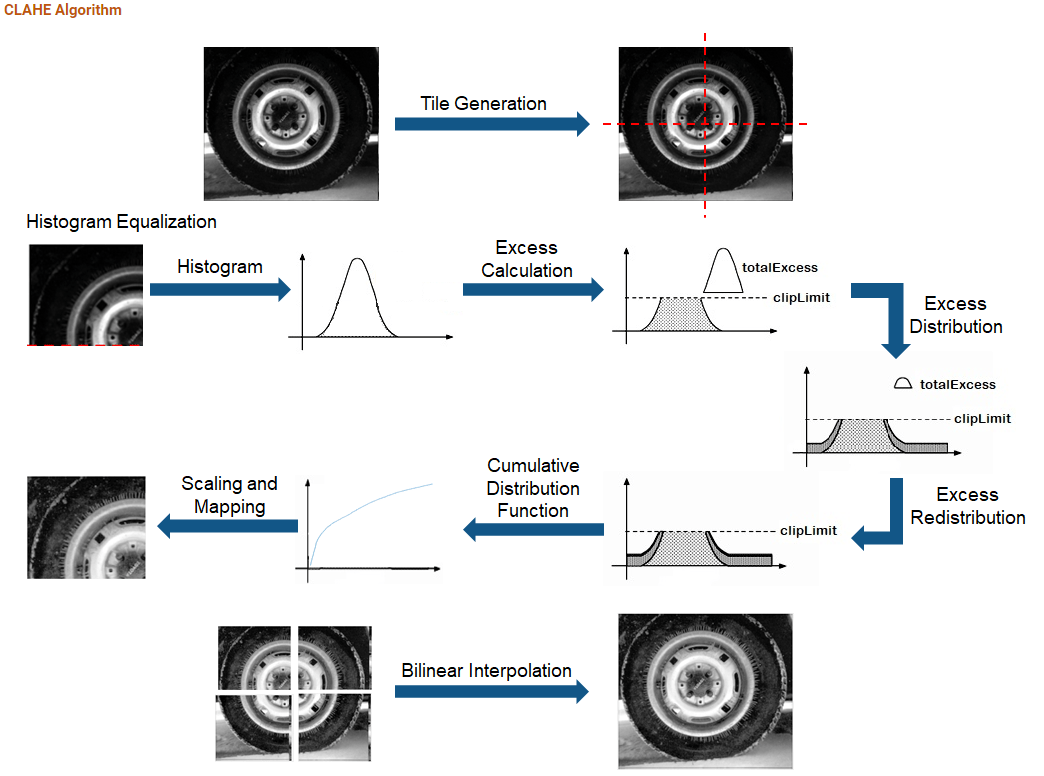 CLAHE Algorithm
Tile Generation
Histogram Equalization
Histogram
Excess
Calculation
totalExcess
clipLimit
Excess
Distribution
totalExcess
clipLimit
Scaling and
Mapping
Cumulative
Distribution
Function
clipLimit
Excess
Redistribution
Bilinear Interpolation